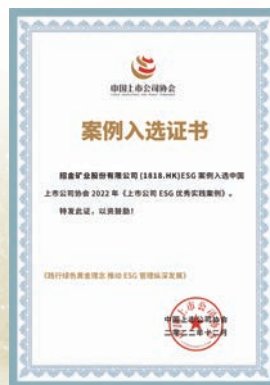 中国上市公司协会
案例入选证书
招金矿业股份有限公司(1818.HK)ESG 案例入选中国
上市公司协会 2022 年《上市公司 ESG 优秀实践案例》。
特发此证，以资鼓励！
《践行绿色黄金理念 推动 ESG 管理纵深发展》
中国上市公司协会
二零二二年十二月